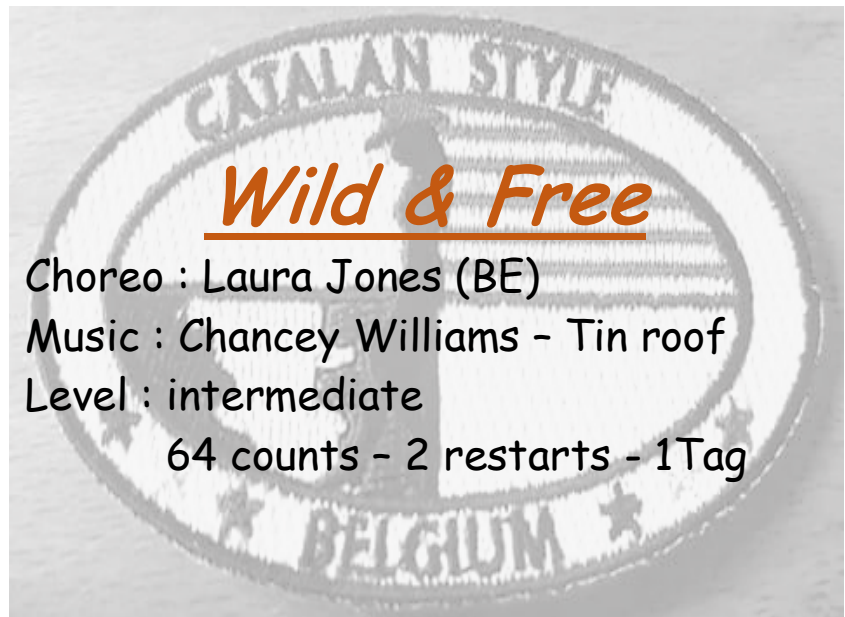 CATALAN STYLE
Wild & Free
Choreo : Laura Jones (BE)
Music : Chancey Williams – Tin roof
Level : intermediate
64 counts – 2 restarts - 1Tag
BELGIUM